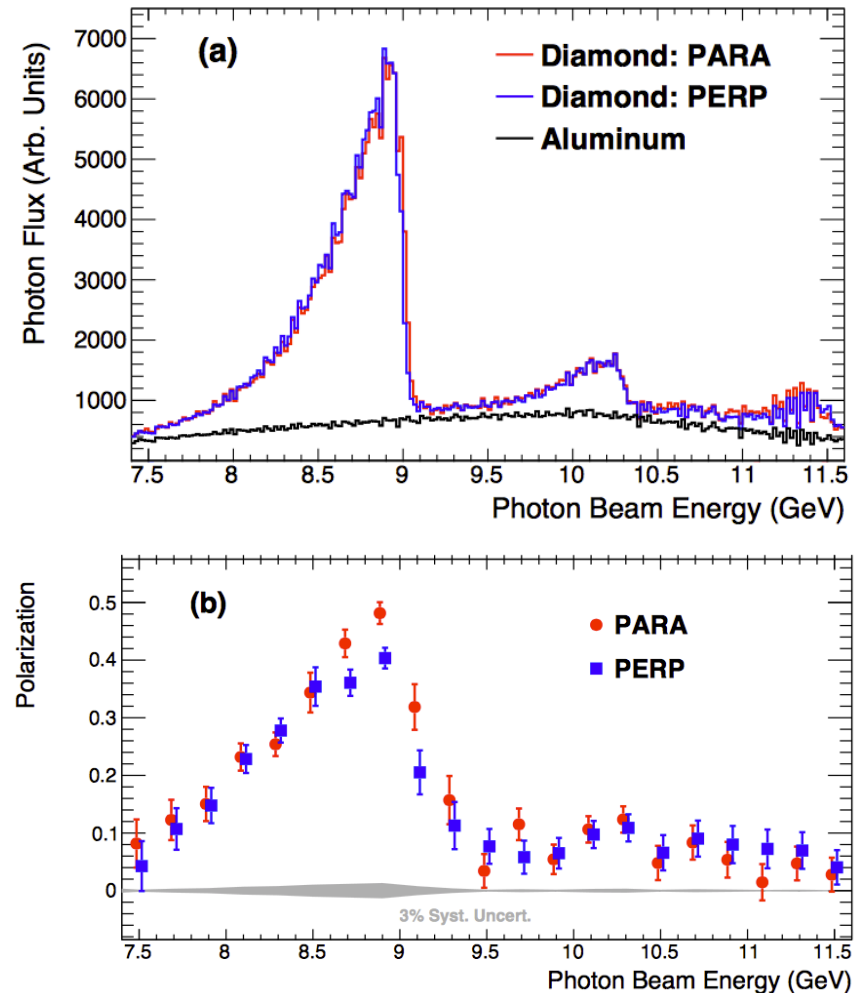 (a)
Diamond: PARA
Diamond: PERP
Aluminum
Photon Flux (Arb. Units)
7000
6000
5000
4000
3000
2000
1000
7.5 8 8.5 9 9.5 10 10.5 11 11.5
Photon Beam Energy (GeV)
(b)
PARA
PERP
Polarization
0.5
0.4
0.3
0.2
0.1
0
3% Syst. Uncert.
7.5 8 8.5 9 9.5 10 10.5 11 11.5
Photon Beam Energy (GeV)